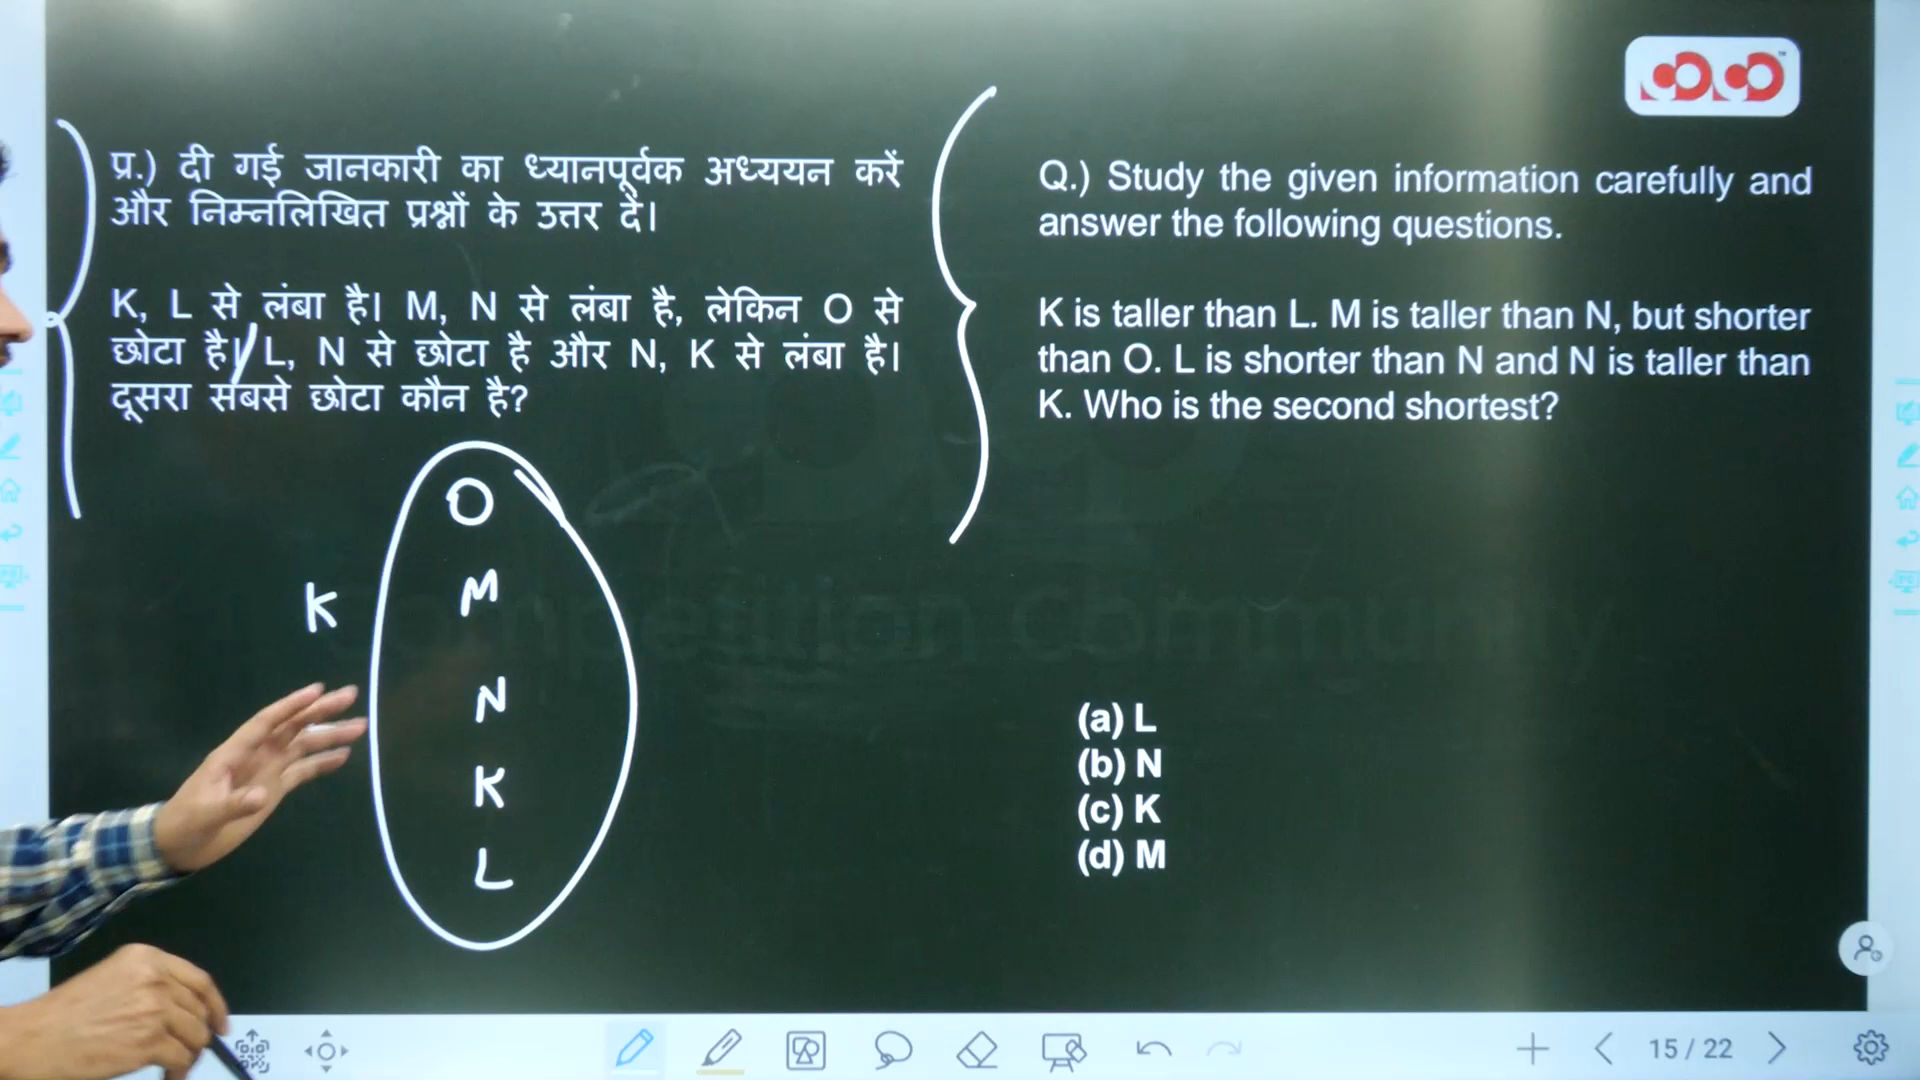 प्र.) दी गई जानकारी का ध्यानपूर्वक अध्ययन करें
और निम्नलिखित प्रश्नों के उत्तर दें।
K, L से लंबा है। M, N से लंबा है, लेकिन O से
छोटा है। L, N से छोटा है और N, K से लंबा है।
दूसरा सबसे छोटा कौन है?
Q.) Study the given information carefully and
answer the following questions.
K is taller than L. M is taller than N, but shorter
than O. L is shorter than N and N is taller than
K. Who is the second shortest?
O
M
K
N
K
L
(a) L
(b) N
(c) K
(d) M
Competition Community
15 / 22